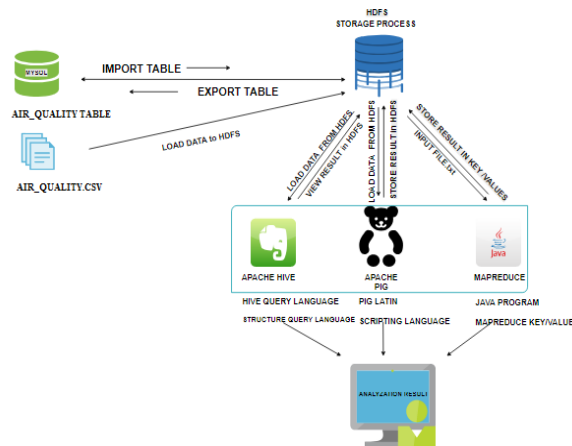 HDFS
STORAGE PROCESS
MYSQL
IMPORT TABLE
EXPORT TABLE
AIR_QUALITY TABLE
LOAD DATA to HDFS
AIR_QUALITY.CSV
LOAD DATA FROM HDFS
VIEW RESULT in HDFS
LOAD DATA FROM HDFS
STORE RESULT in HDFS
STORE RESULT IN KEY/VALUES
INPUT FILE.txt
Java
APACHE HIVE
APACHE
PIG
MAPREDUCE
HIVE QUERY LANGUAGE
PIG LATIN
JAVA PROGRAM
STRUCTURE QUERY LANGUAGE
SCRIPTING LANGUAGE
MAPREDUCE KEY/VALUE
ANALYZATION RESULT